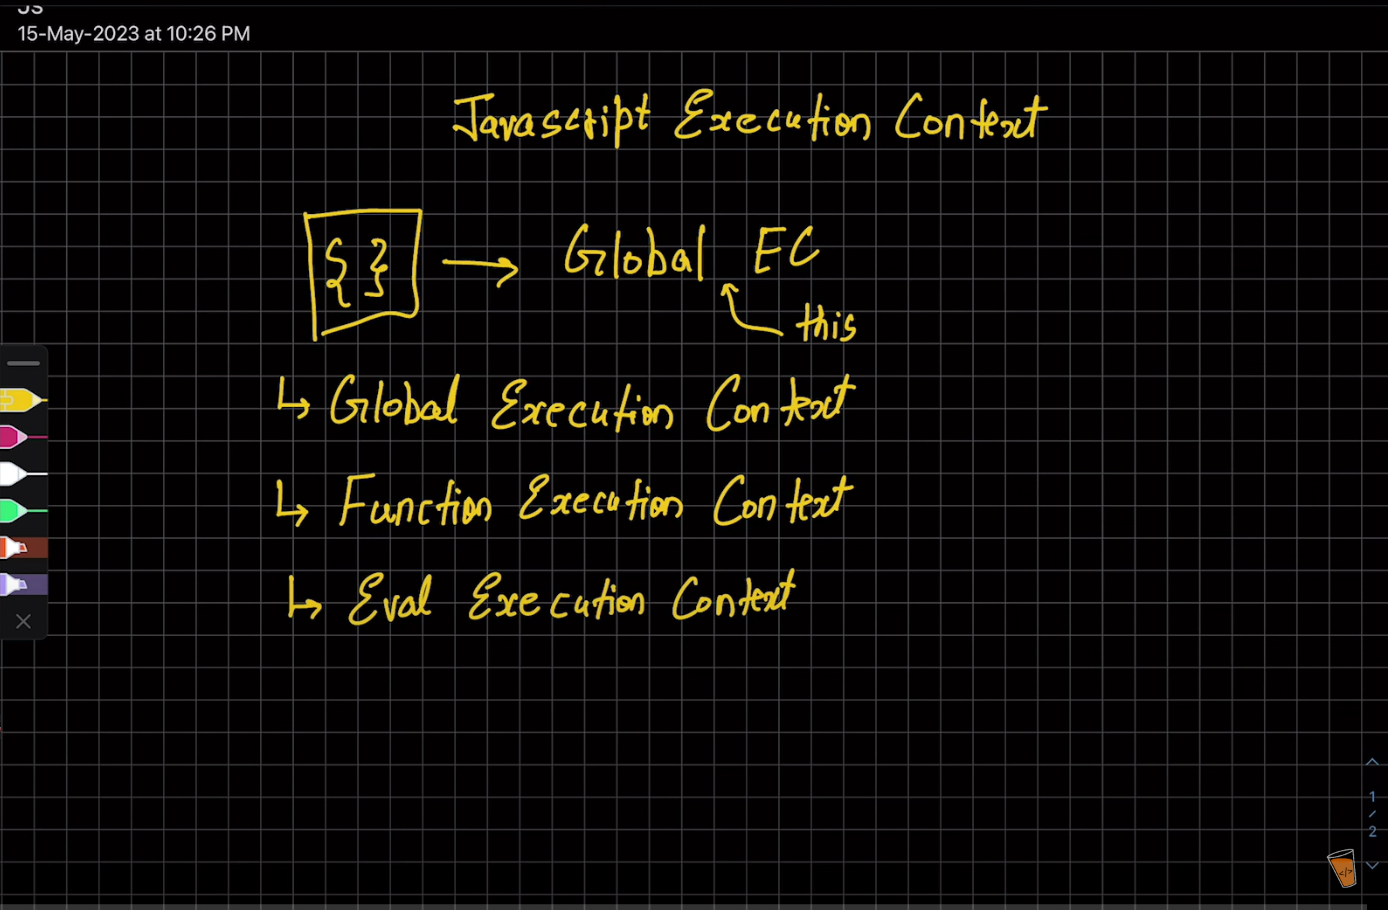 JS
15-May-2023 at 10:26 PM
Javascript Execution Context
{ } → Global EC
this
↳ Global Execution Context
↳ Function Execution Context
↳ Eval Execution Context
1
/
2
</>